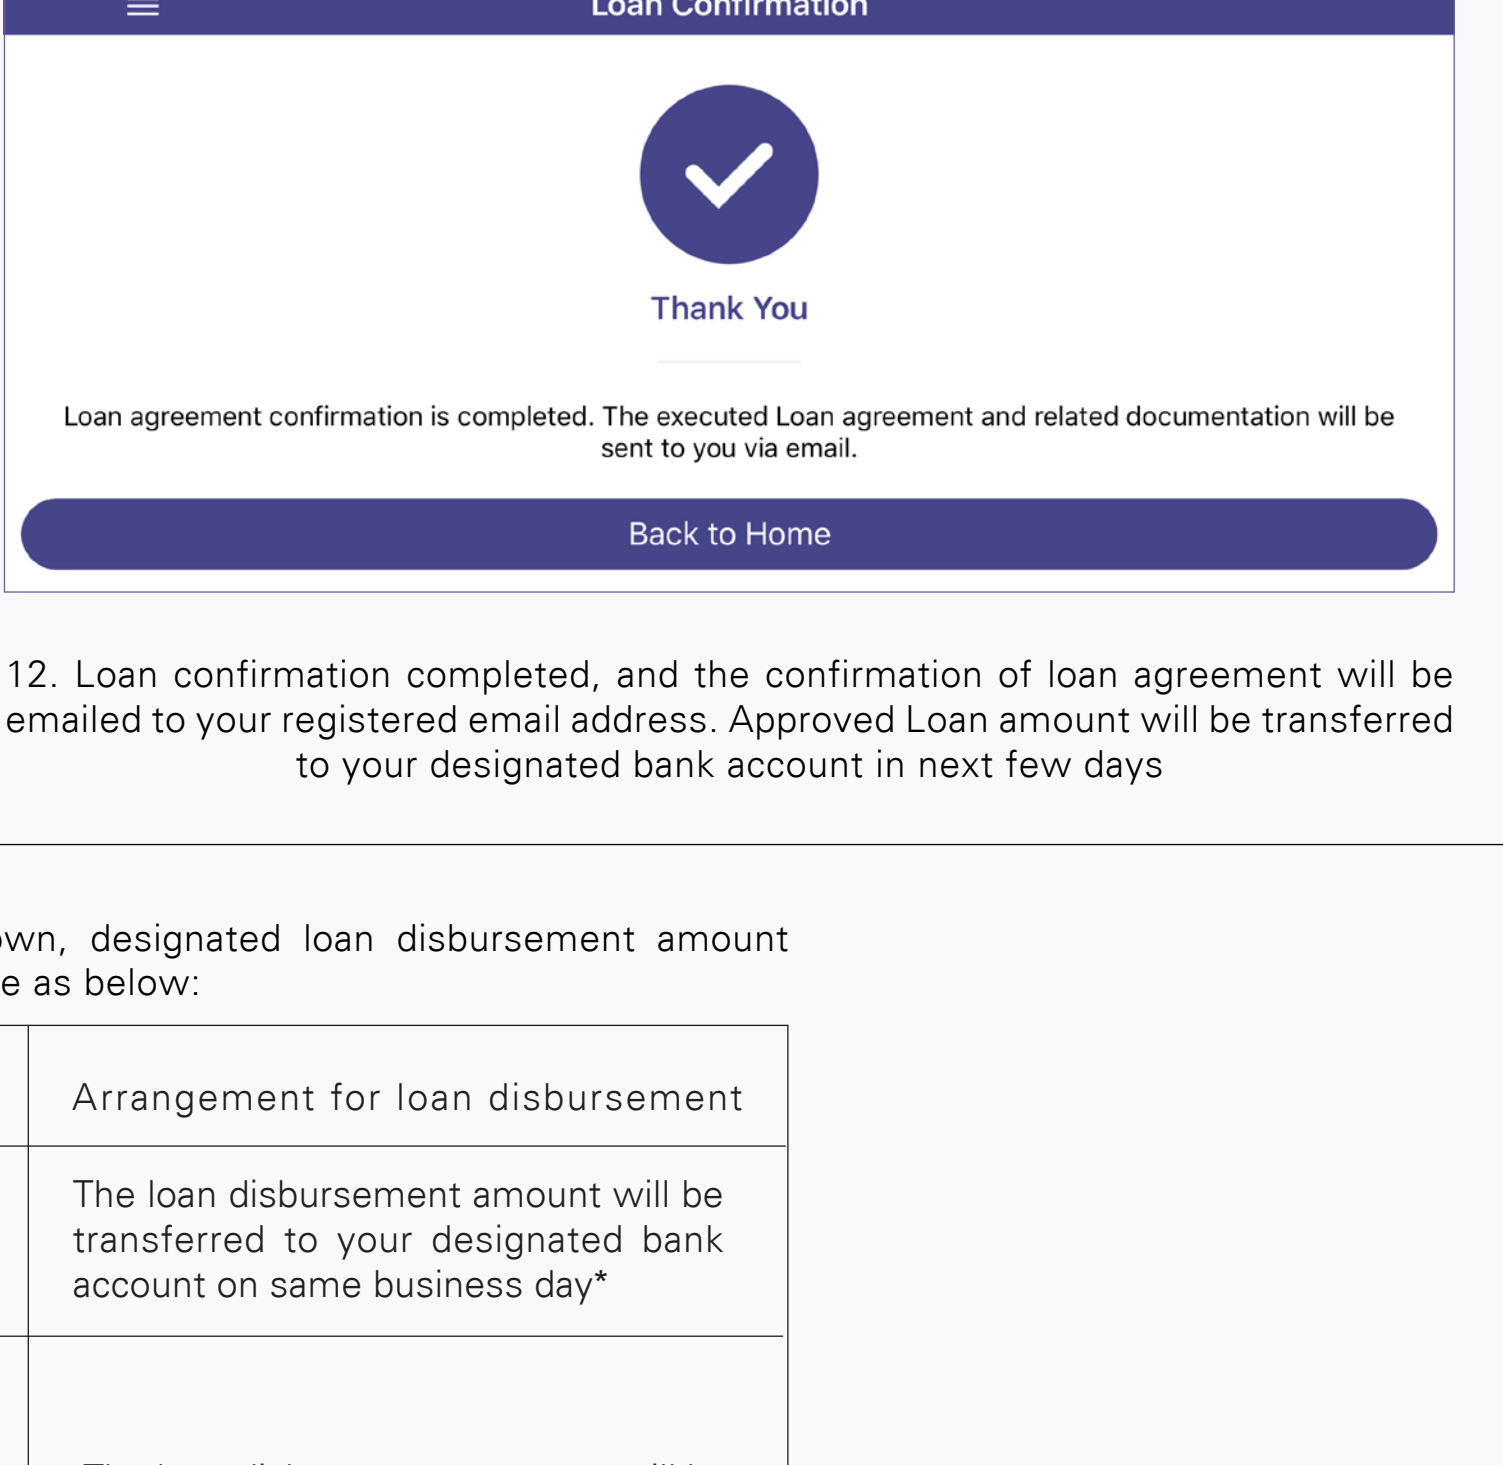 Loan Confirmation
Thank You
Loan agreement confirmation is completed. The executed Loan agreement and related documentation will be
sent to you via email.
Back to Home
12. Loan confirmation completed, and the confirmation of loan agreement will be
emailed to your registered email address. Approved Loan amount will be transferred
to your designated bank account in next few days
designated loan disbursement amount
as below:
Arrangement for loan disbursement
The loan disbursement amount will be
transferred to your designated bank
account on same business day*